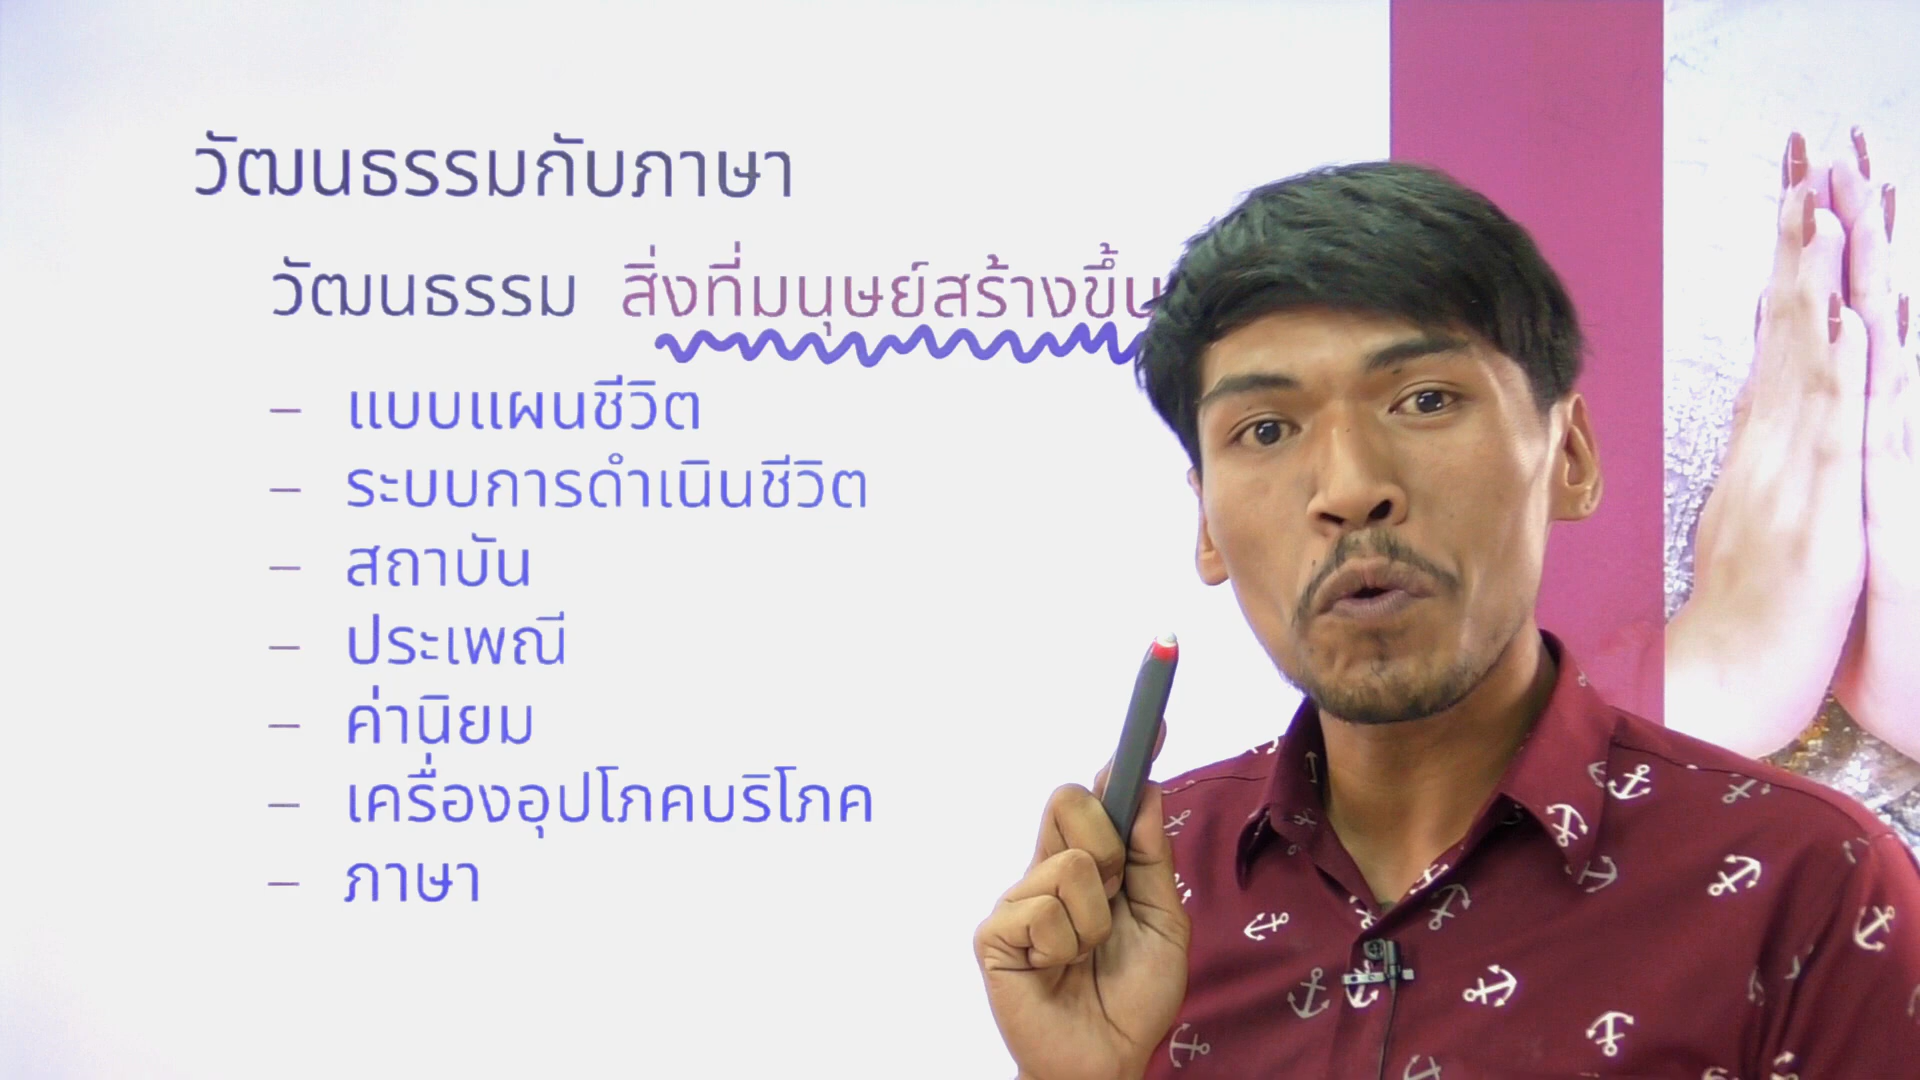 วัฒนธรรมกับภาษา
วัฒนธรรม สิ่งที่มนุษย์สร้างขึ้น
– แบบแผนชีวิต
– ระบบการดำเนินชีวิต
– สถาบัน
– ประเพณี
– ค่านิยม
– เครื่องอุปโภคบริโภค
– ภาษา